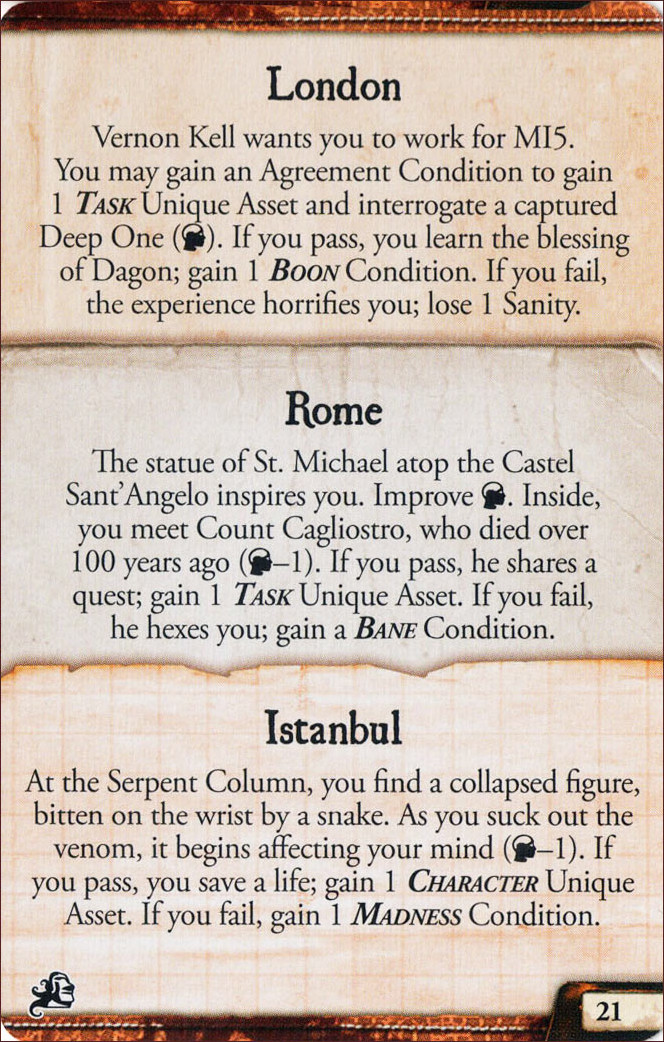 London
Vernon Kell wants you to work for MI5.
You may gain an Agreement Condition to gain
1 Task Unique Asset and interrogate a captured
Deep One ( ). If you pass, you learn the blessing
of Dagon; gain 1 Boon Condition. If you fail,
the experience horrifies you; lose 1 Sanity.
Rome
The statue of St. Michael atop the Castel
Sant'Angelo inspires you. Improve . Inside,
you meet Count Cagliostro, who died over
100 years ago ( –1). If you pass, he shares a
quest; gain 1 Task Unique Asset. If you fail,
he hexes you; gain a Bane Condition.
Istanbul
At the Serpent Column, you find a collapsed figure,
bitten on the wrist by a snake. As you suck out the
venom, it begins affecting your mind ( –1). If
you pass, you save a life; gain 1 Character Unique
Asset. If you fail, gain 1 Madness Condition.
21